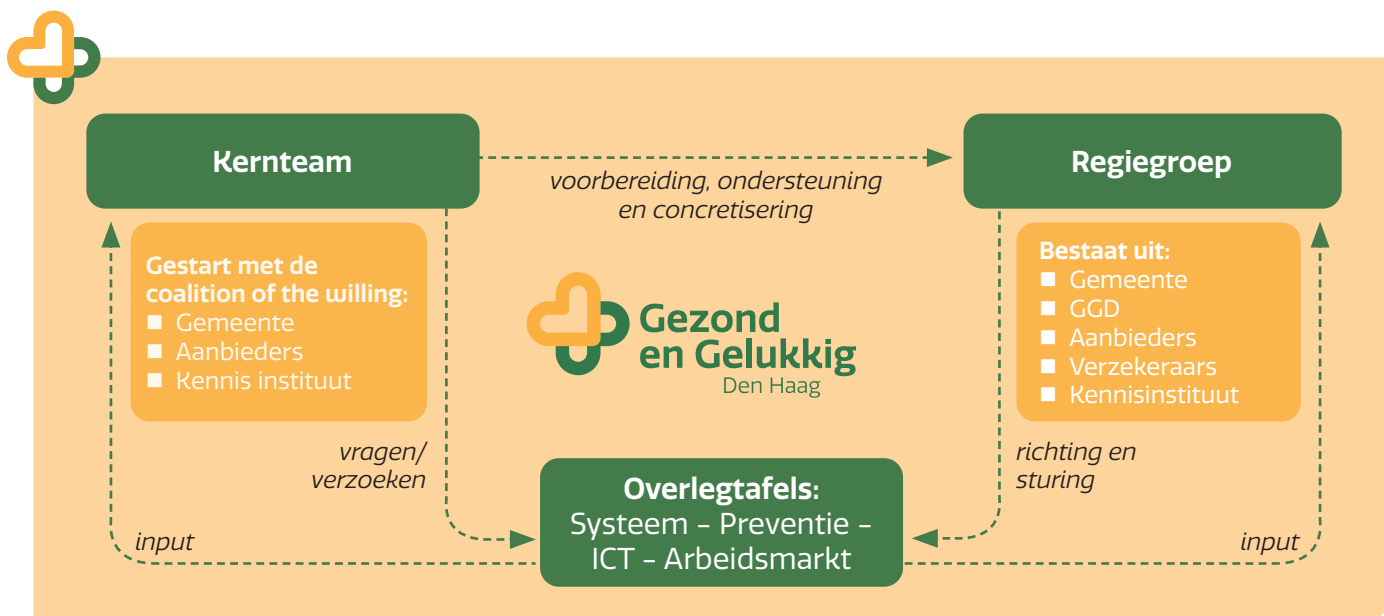 Kernteam
voorbereiding, ondersteuning
en concretisering
Regiegroep
Gestart met de
coalition of the willing:
Gemeente
Aanbieders
Kennis instituut
Gezond
en Gelukkig
Den Haag
Bestaat uit:
Gemeente
GGD
Aanbieders
Verzekeraars
Kennisinstituut
vragen/
verzoeken
richting en
sturing
Overlegtafels:
Systeem – Preventie –
ICT – Arbeidsmarkt
input
input